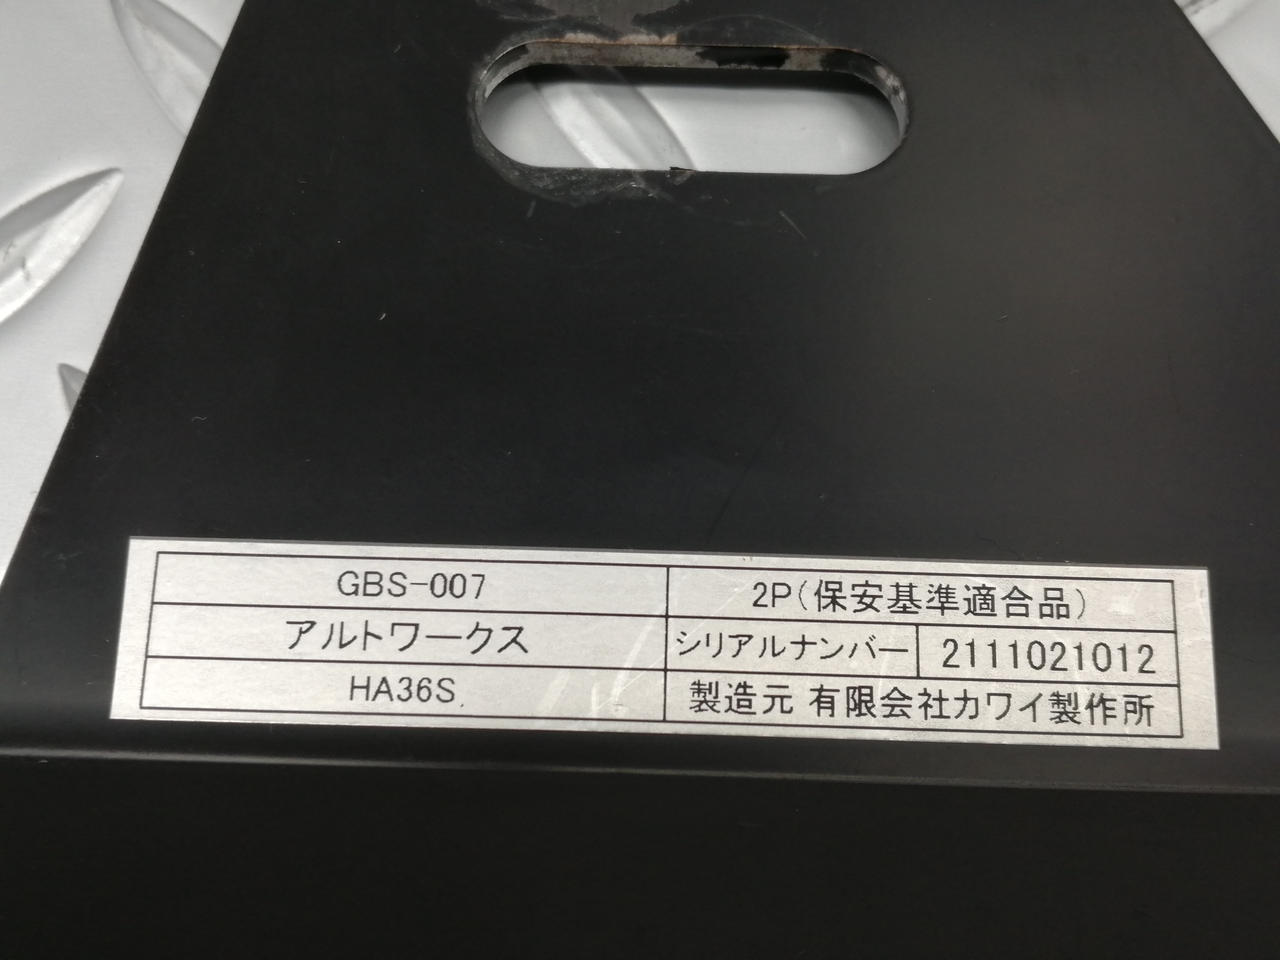 GBS-007
2P(保安基準適合品)
アルトワークス
シリアルナンバー 2111021012
HA36S
製造元 有限会社カワイ製作所